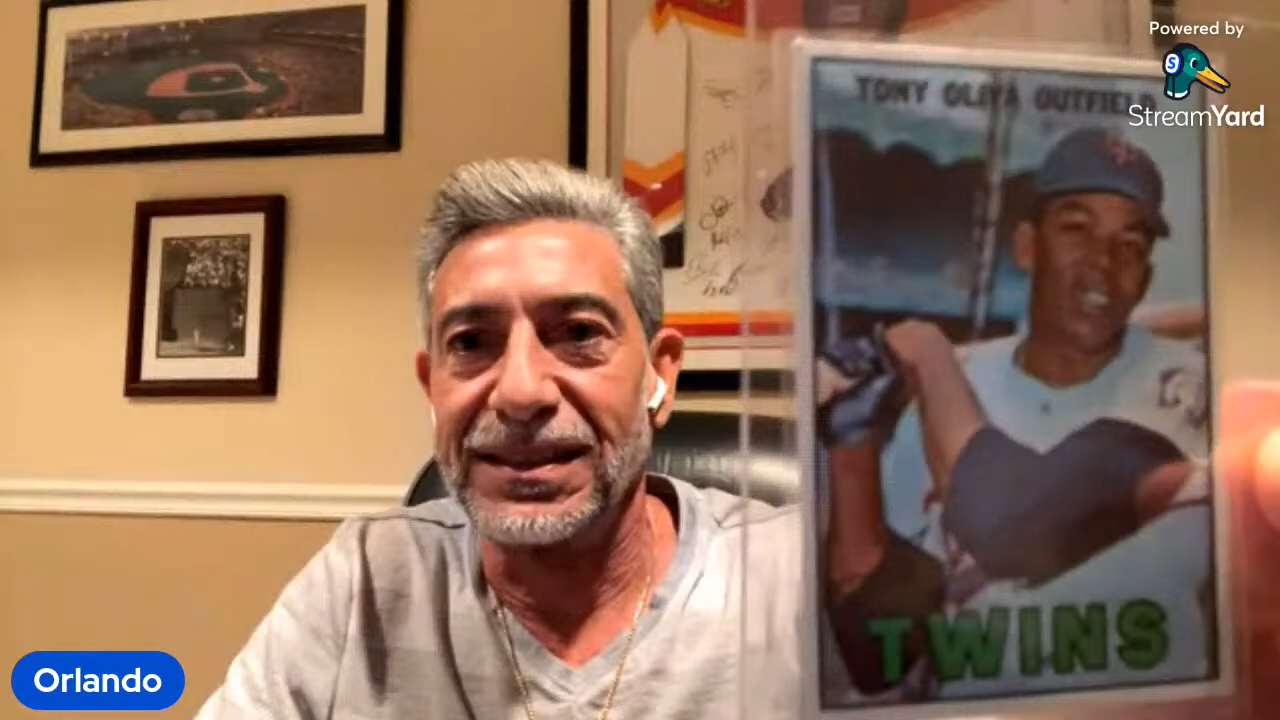 Powered by
StreamYard
TONY OLIVA OUTFIELD
TWINS
Orlando